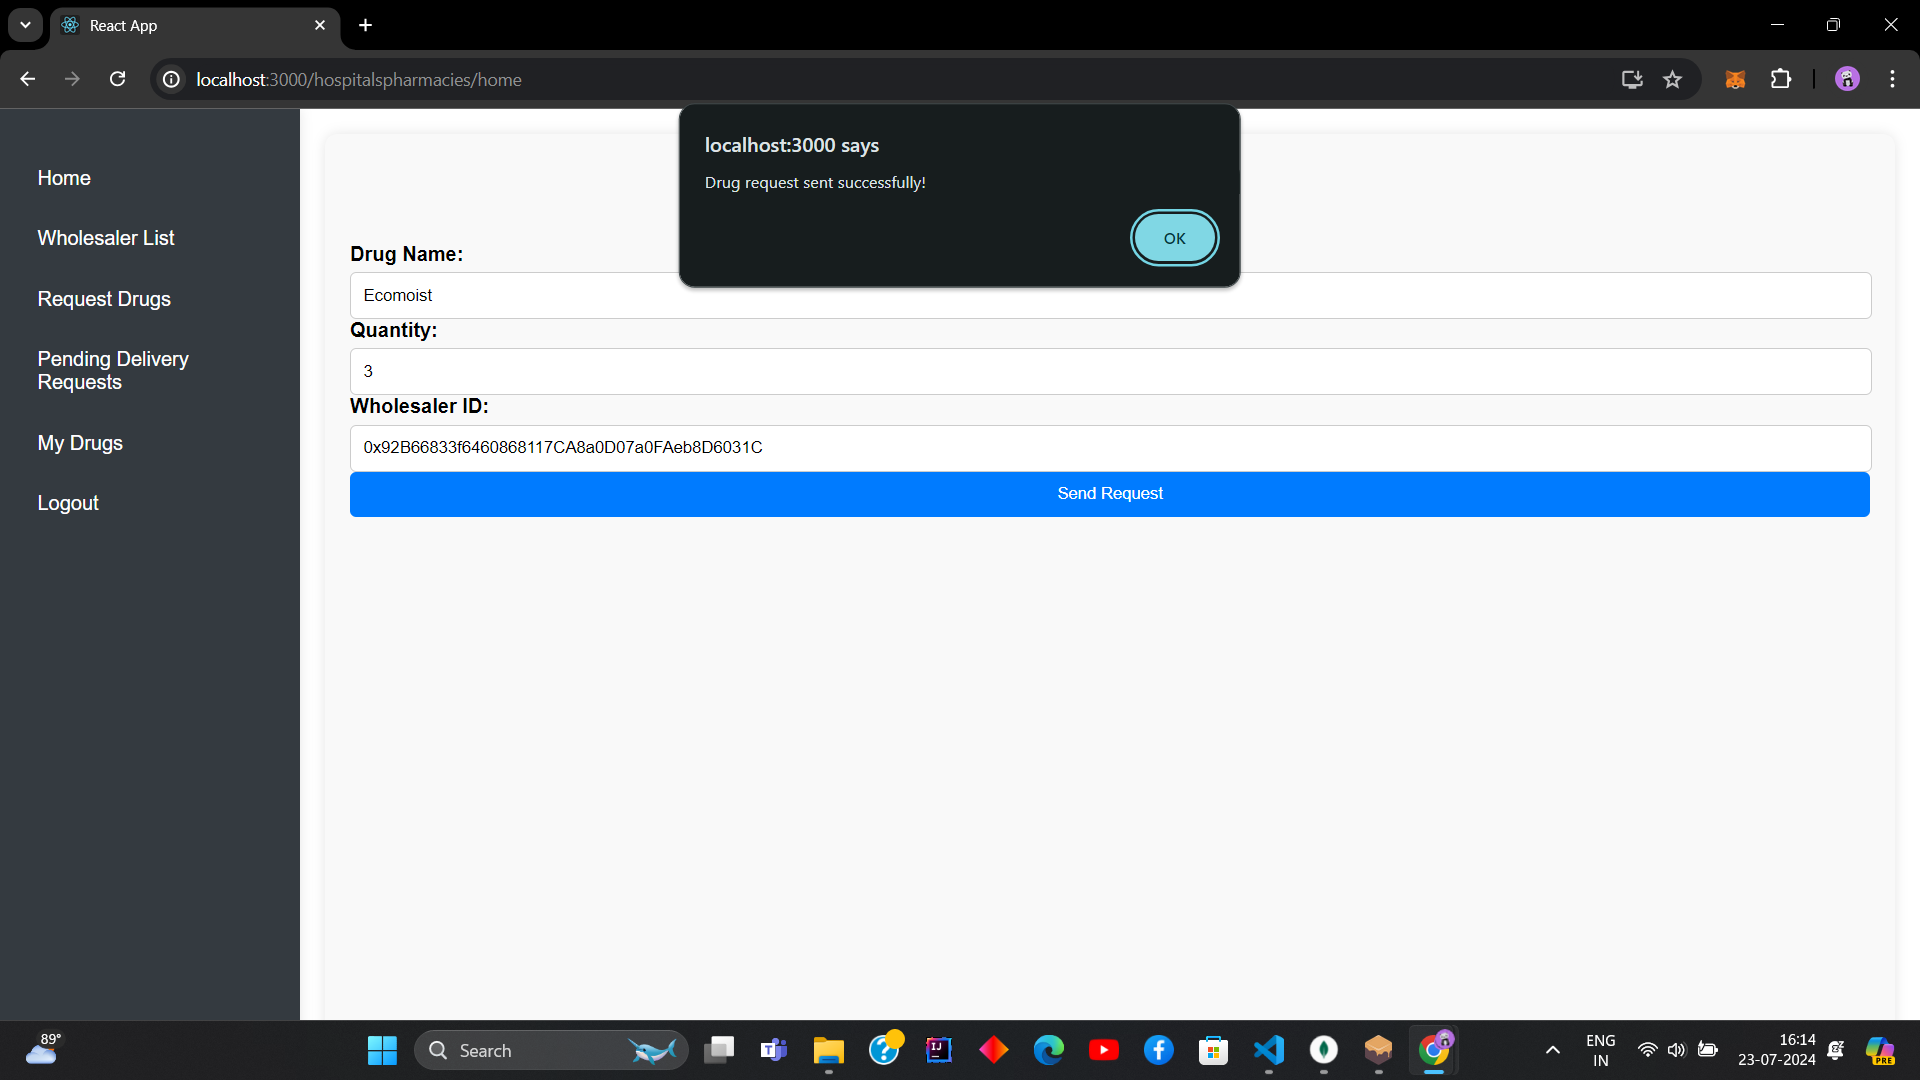 React App
localhost:3000/hospitalspharmacies/home
localhost:3000 says
Drug request sent successfully!
OK
Home
Wholesaler List
Request Drugs
Pending Delivery
Requests
My Drugs
Logout
Drug Name:
Ecomoist
Quantity:
3
Wholesaler ID:
0x92B66833f6460868117CA8a0D07a0FAeb8D6031C
Send Request
89°
Search
ENG
IN
16:14
23-07-2024
PRE